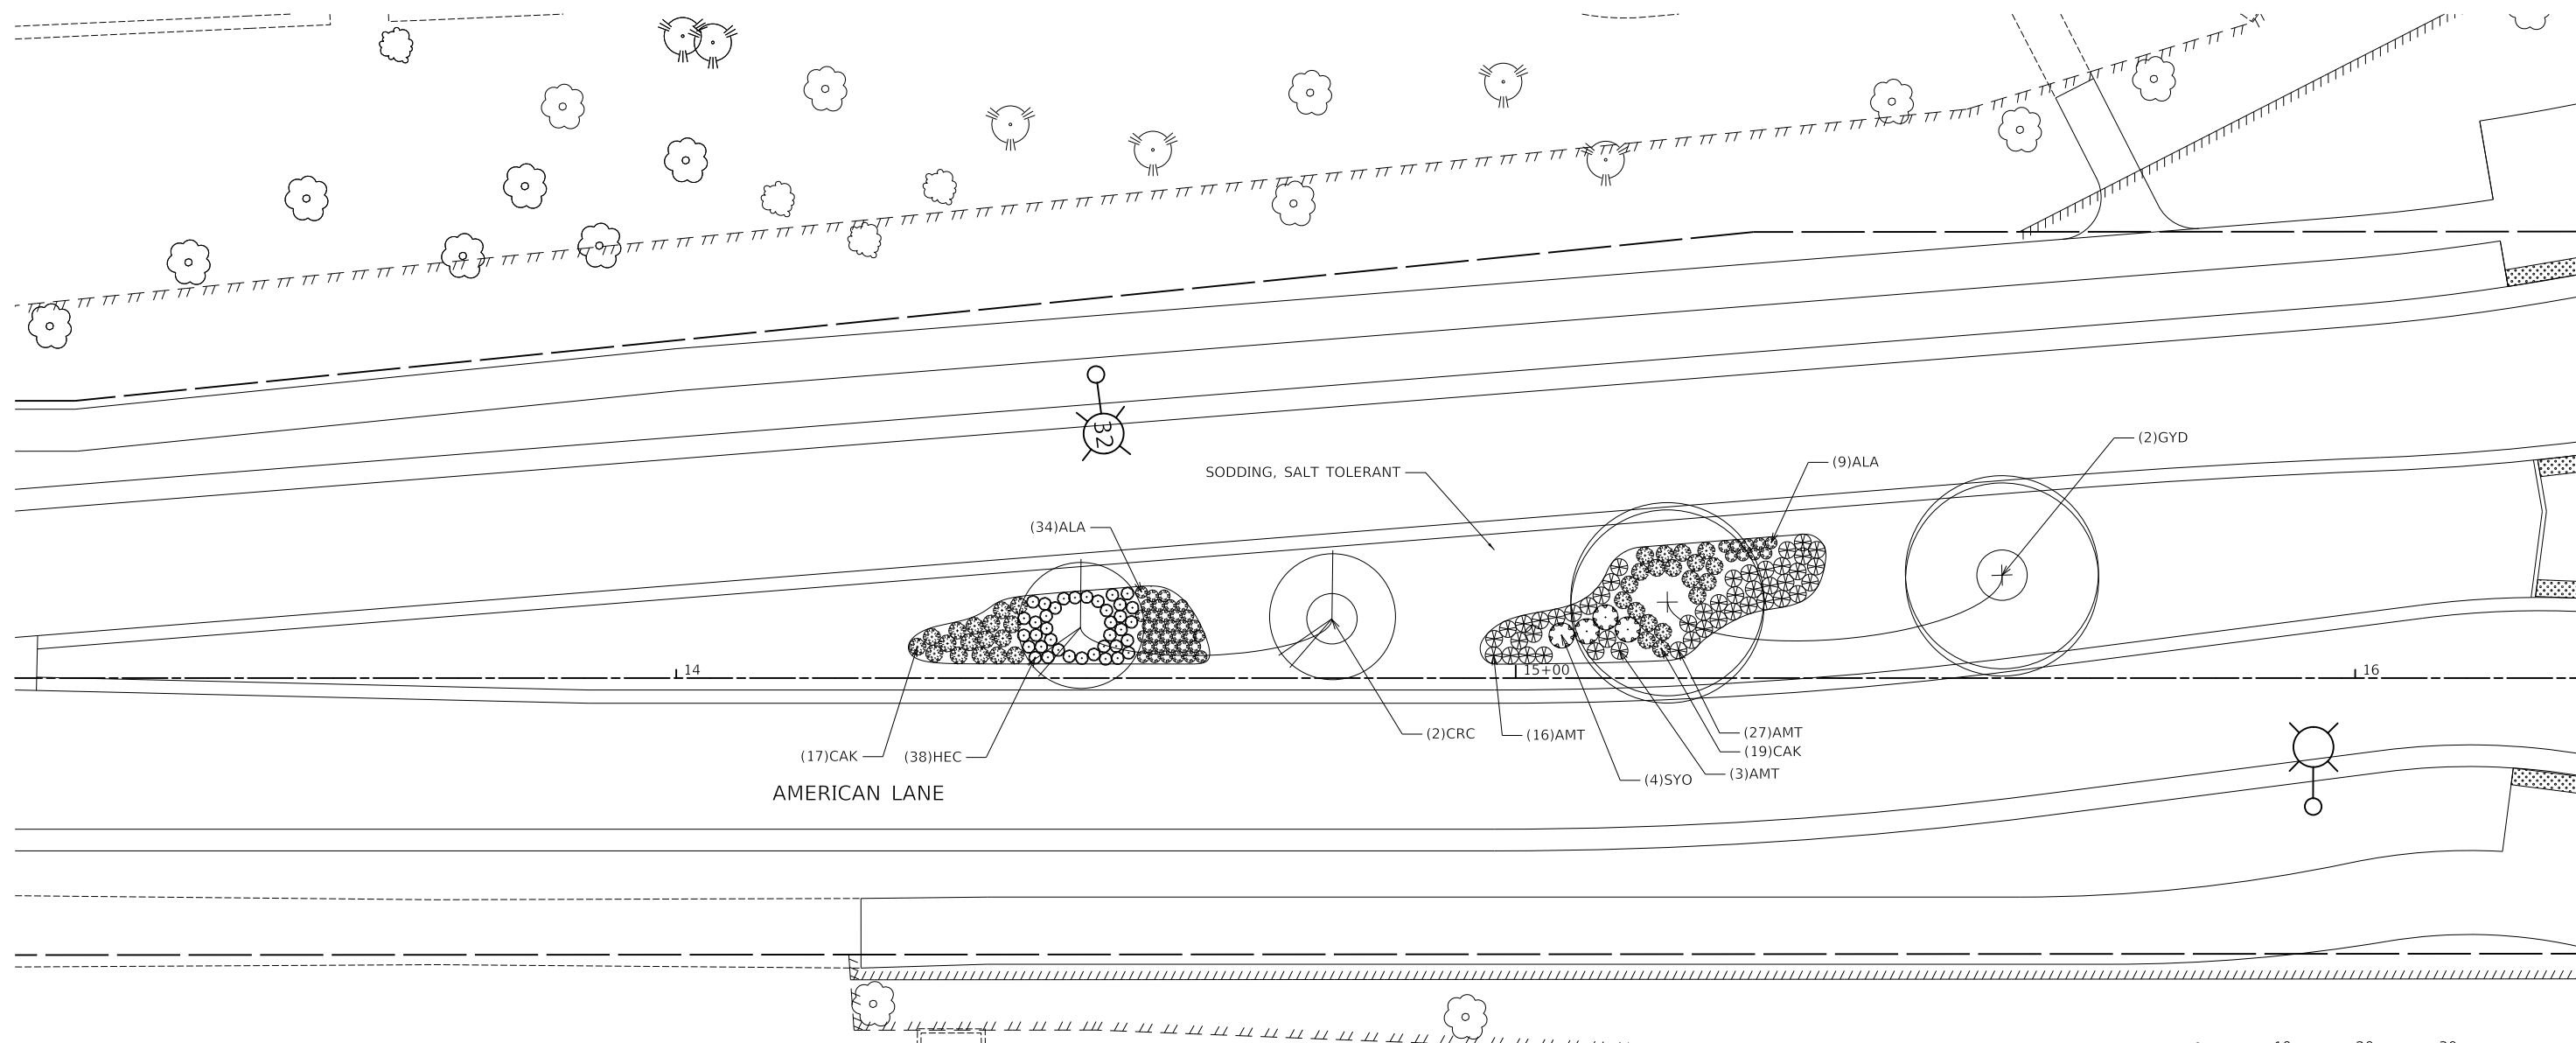 32
(2)GYD
(9)ALA
SODDING, SALT TOLERANT
(34)ALA
14
15+00
16
(2)CRC
(16)AMT
(27)AMT
(19)CAK
(3)AMT
(4)SYO
(17)CAK
(38)HEC
AMERICAN LANE